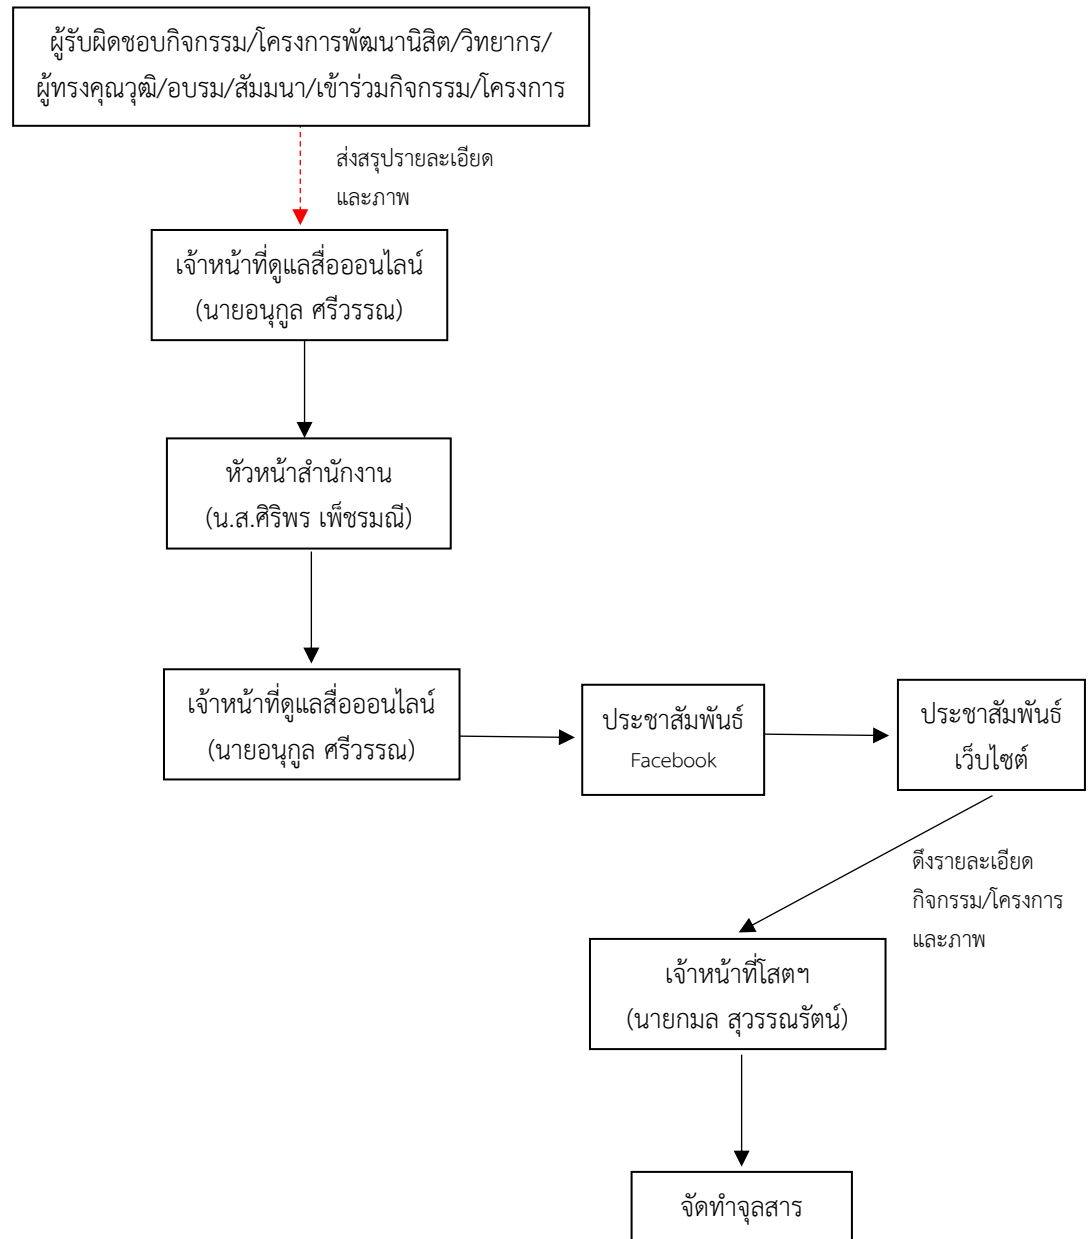 ผู้รับผิดชอบกิจกรรม/โครงการพัฒนานิสิต/วิทยากร/
ผู้ทรงคุณวุฒิ/อบรม/สัมมนา/เข้าร่วมกิจกรรม/โครงการ
ส่งสรุปรายละเอียด
และภาพ
เจ้าหน้าที่ดูแลสื่อออนไลน์
(นายอนุกูล ศรีวรรณ)
หัวหน้าสำนักงาน
(น.ส.ศิริพร เพ็ชรมณี)
เจ้าหน้าที่ดูแลสื่อออนไลน์
(นายอนุกูล ศรีวรรณ)
ประชาสัมพันธ์
Facebook
ประชาสัมพันธ์
เว็บไซต์
ดึงรายละเอียด
กิจกรรม/โครงการ
และภาพ
เจ้าหน้าที่โสตฯ
(นายกมล สุวรรณรัตน์)
จัดทำจุลสาร